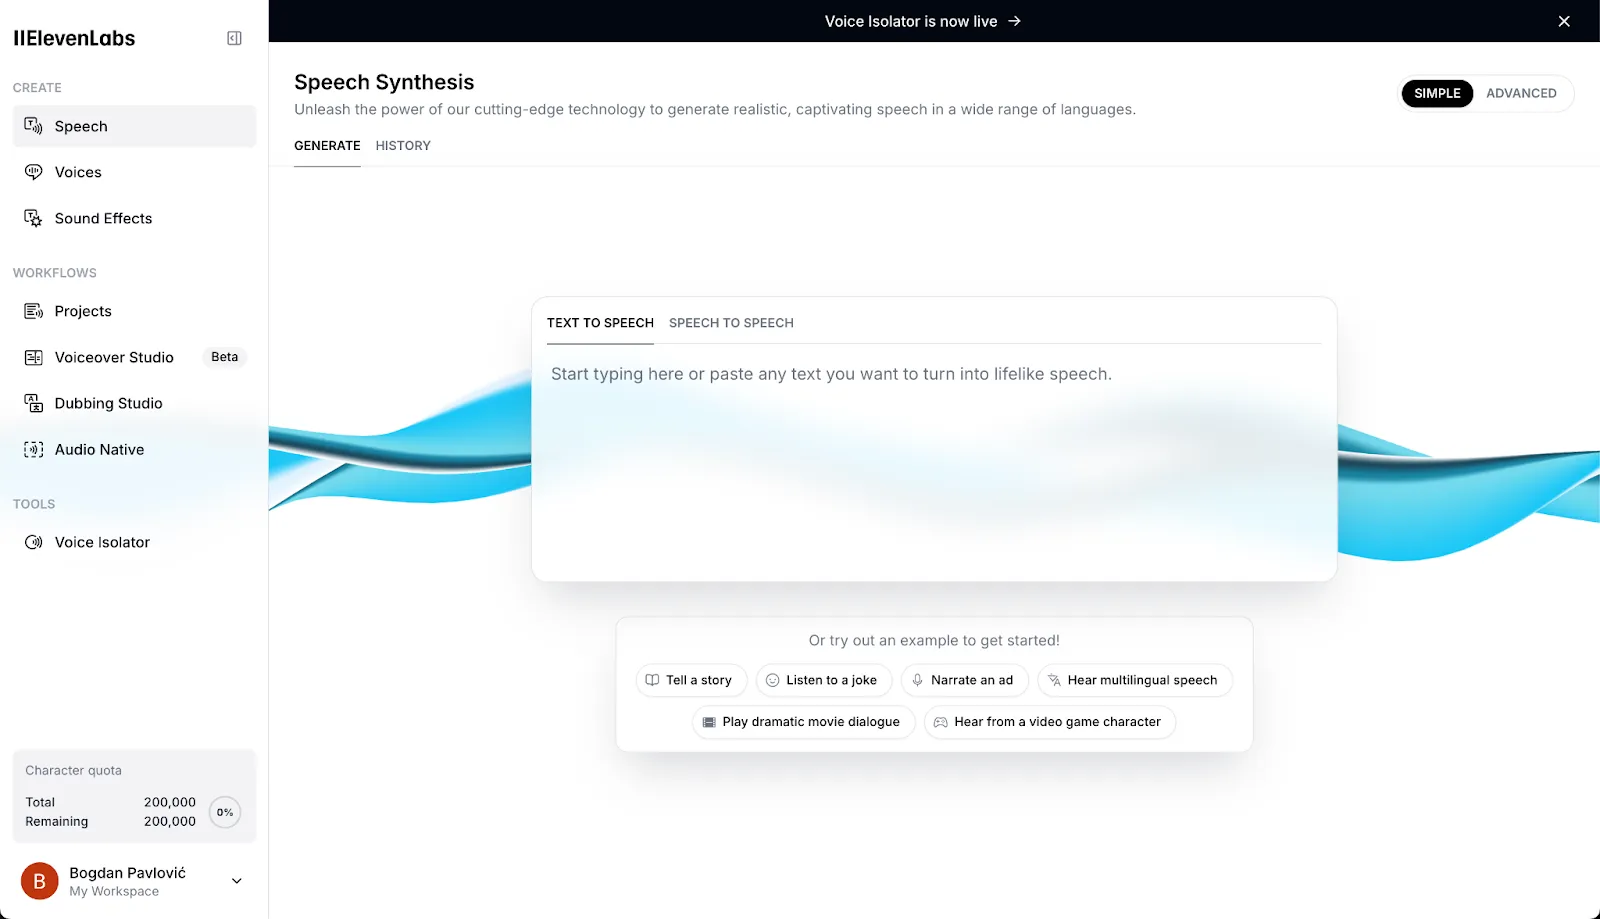 IIElevenLabs
CREATE
Speech
Voices
Sound Effects
WORKFLOWS
Projects
Voiceover Studio Beta
Dubbing Studio
Audio Native
TOOLS
Voice Isolator
Character quota
Total 200,000
Remaining 200,000
0%
B
Bogdan Pavlović
My Workspace
Voice Isolator is now live →
Speech Synthesis
Unleash the power of our cutting-edge technology to generate realistic, captivating speech in a wide range of languages.
SIMPLE ADVANCED
GENERATE HISTORY
TEXT TO SPEECH SPEECH TO SPEECH
Start typing here or paste any text you want to turn into lifelike speech.
Or try out an example to get started!
Tell a story Listen to a joke Narrate an ad Hear multilingual speech
Play dramatic movie dialogue Hear from a video game character